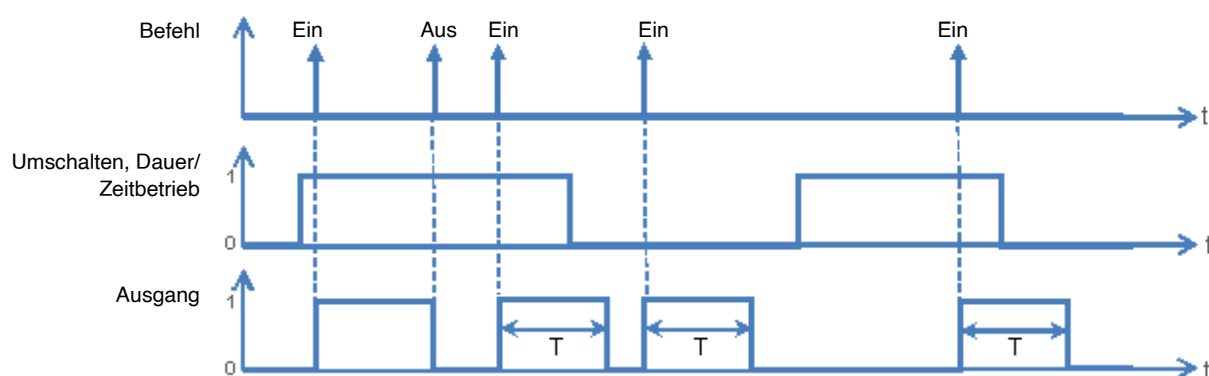 Befehl Ein Aus Ein Ein Ein
t
Umschalten, Dauer/
Zeitbetrieb
1
0 t
Ausgang
1
T T T
0 t